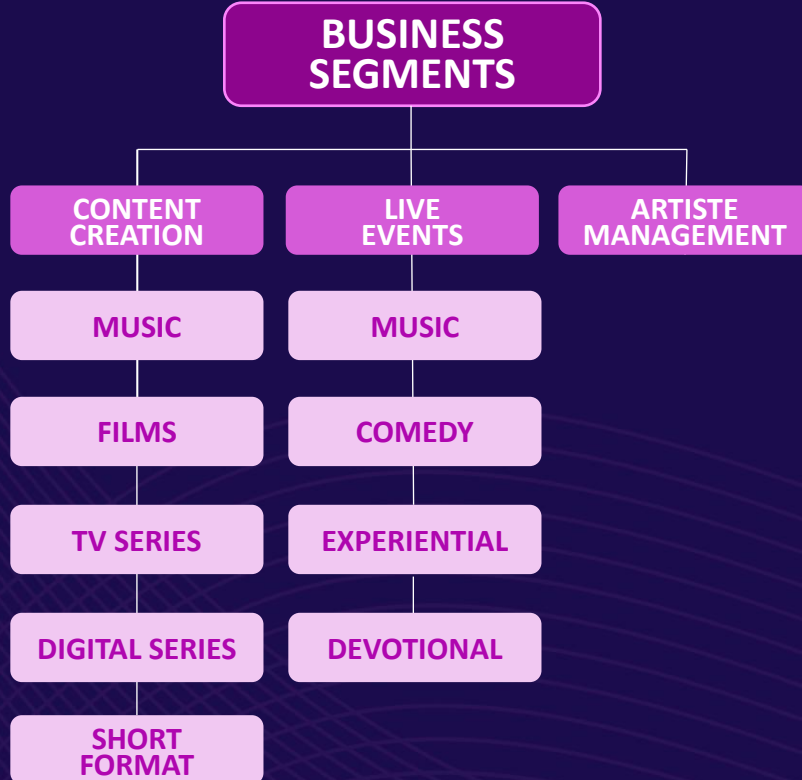 BUSINESS
SEGMENTS
CONTENT
CREATION
LIVE
EVENTS
ARTISTE
MANAGEMENT
MUSIC
MUSIC
FILMS
COMEDY
TV SERIES
EXPERIENTIAL
DIGITAL SERIES
DEVOTIONAL
SHORT
FORMAT